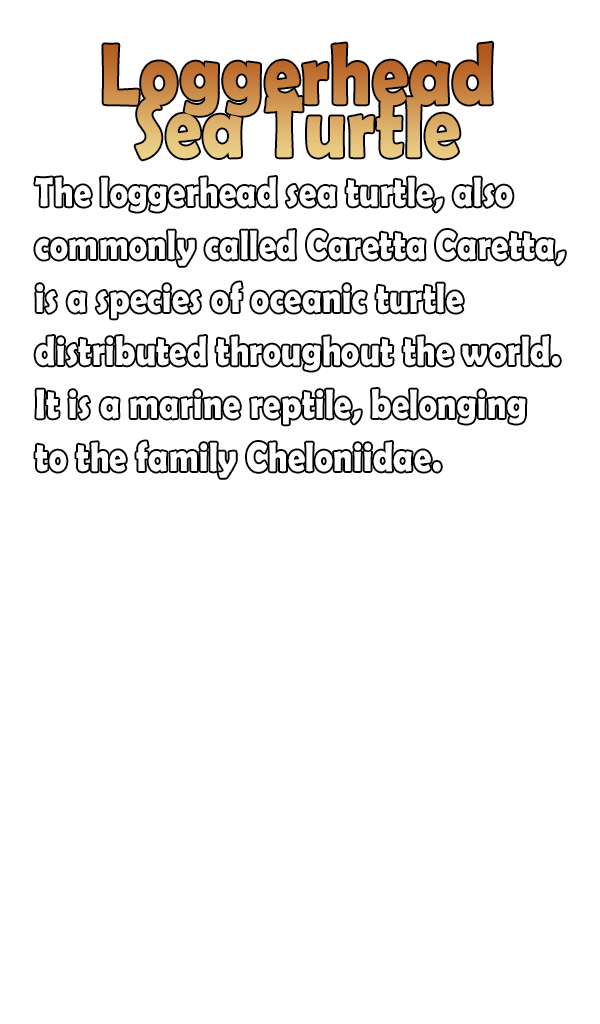 Loggerhead
Sea Turtle
The loggerhead sea turtle, also
commonly called Caretta Caretta,
is a species of oceanic turtle
distributed throughout the world.
It is a marine reptile, belonging
to the family Cheloniidae.